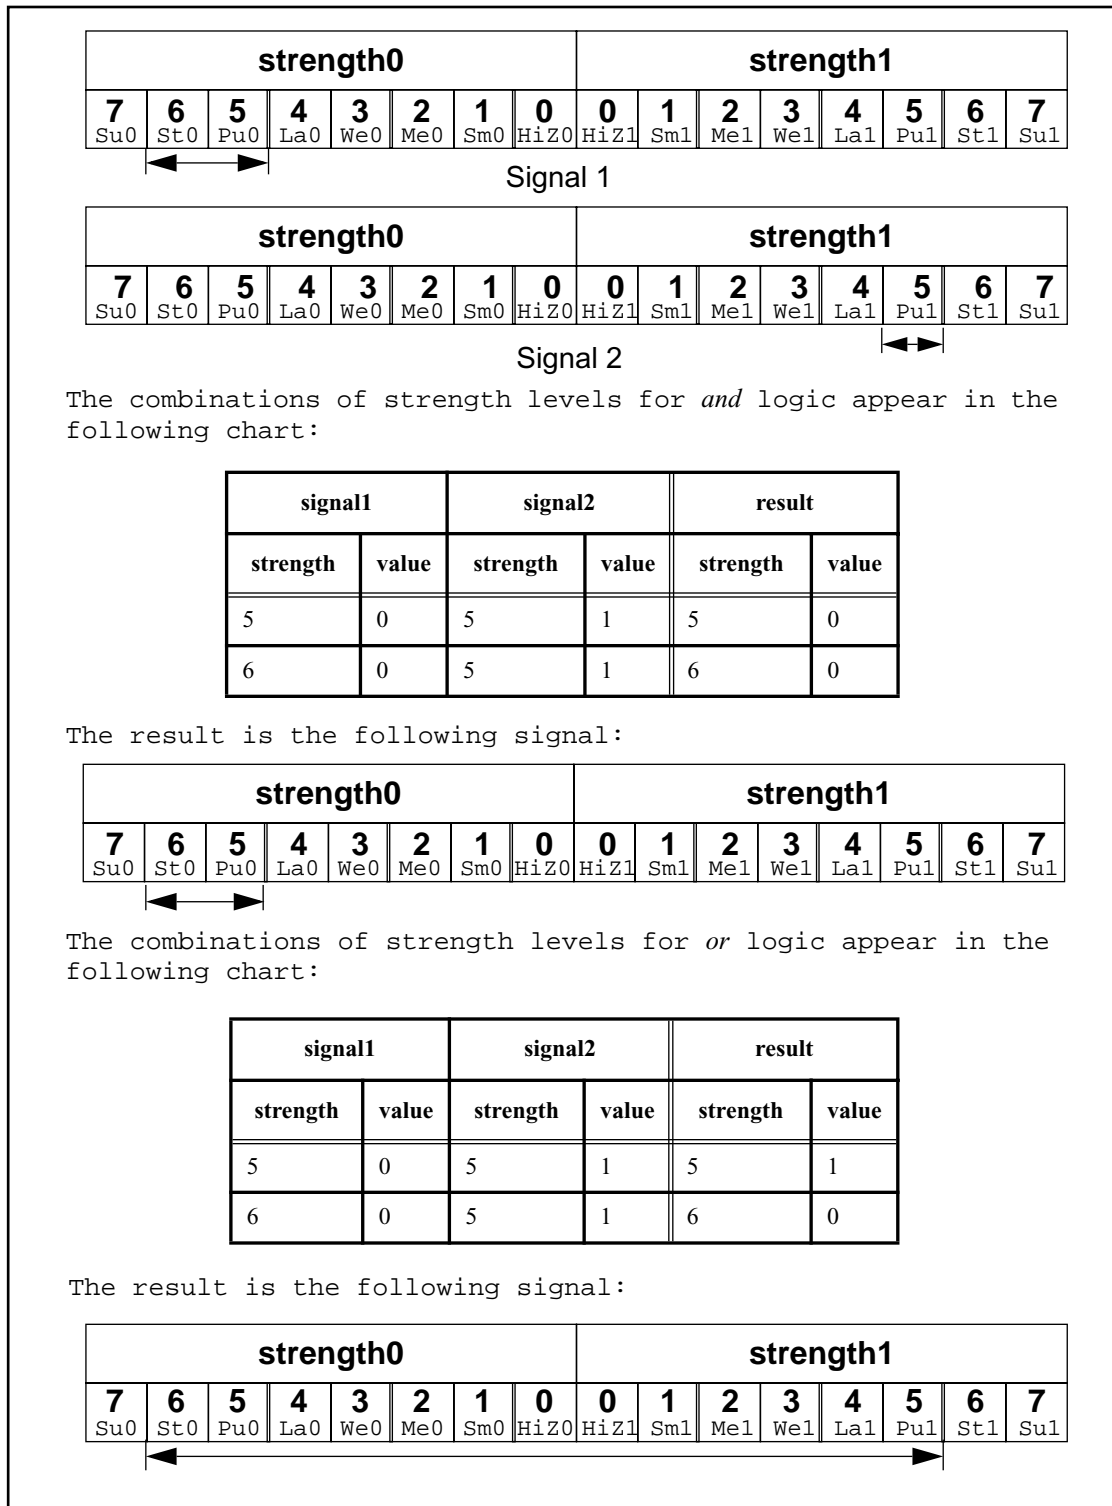 strength0 strength1
7 6 5 4 3 2 1 0 0 1 2 3 4 5 6 7
Su0 St0 Pu0 La0 We0 Me0 Sm0 HiZ0 HiZ1 Sm1 Me1 We1 La1 Pu1 St1 Su1
Signal 1
strength0 strength1
7 6 5 4 3 2 1 0 0 1 2 3 4 5 6 7
Su0 St0 Pu0 La0 We0 Me0 Sm0 HiZ0 HiZ1 Sm1 Me1 We1 La1 Pu1 St1 Su1
Signal 2
The combinations of strength levels for and logic appear in the
following chart:
signal1 signal2 result
strength value strength value strength value
5 0 5 1 5 0
6 0 5 1 6 0
The result is the following signal:
strength0 strength1
7 6 5 4 3 2 1 0 0 1 2 3 4 5 6 7
Su0 St0 Pu0 La0 We0 Me0 Sm0 HiZ0 HiZ1 Sm1 Me1 We1 La1 Pu1 St1 Su1
The combinations of strength levels for or logic appear in the
following chart:
signal1 signal2 result
strength value strength value strength value
5 0 5 1 5 1
6 0 5 1 6 0
The result is the following signal:
strength0 strength1
7 6 5 4 3 2 1 0 0 1 2 3 4 5 6 7
Su0 St0 Pu0 La0 We0 Me0 Sm0 HiZ0 HiZ1 Sm1 Me1 We1 La1 Pu1 St1 Su1